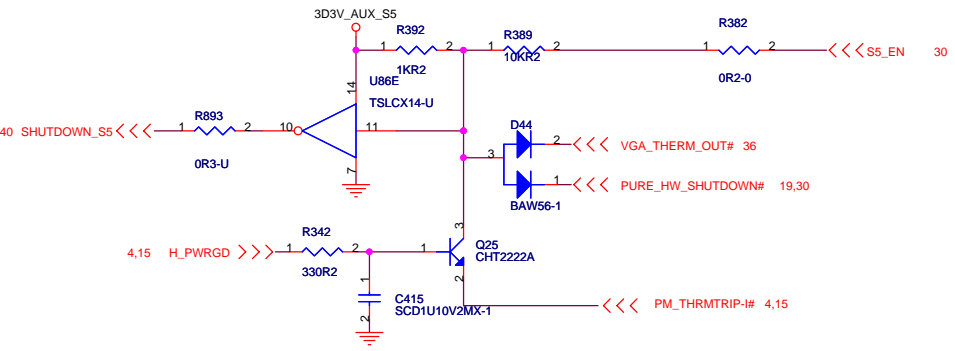 3D3V_AUX_S5
R392
1 2
1KR2
R389
1 2
10KR2
R382
1 2
0R2-0
S5_EN 30
U86E
TSLCX14-U
14
R893
1 2
0R3-U
40 SHUTDOWN_S5
10
11
7
D44
3
2
VGA_THERM_OUT# 36
1
PURE_HW_SHUTDOWN# 19,30
BAW56-1
R342
4,15 H_PWRGD
1 2
330R2
3
1
Q25
CHT2222A
2
1
C415
SCD1U10V2MX-1
2
PM_THRMTRIP-I# 4,15